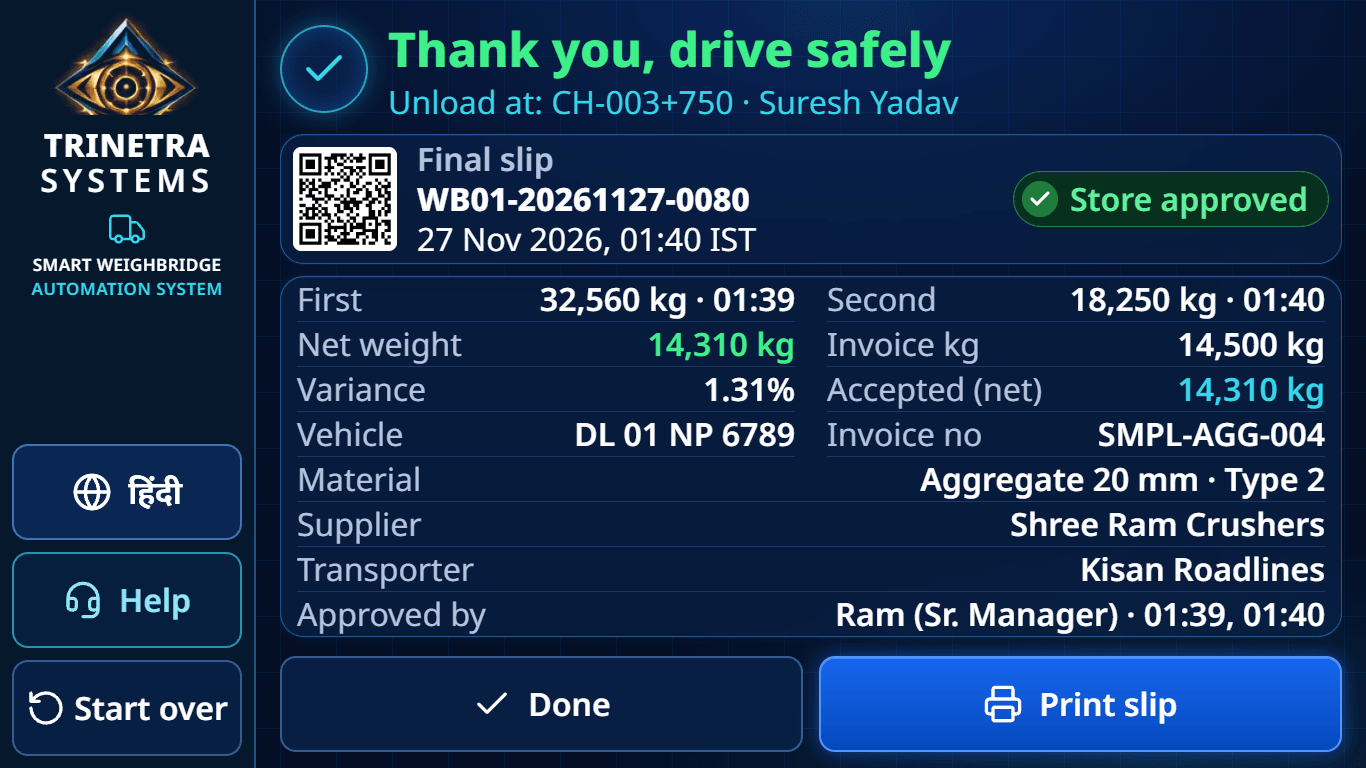 TRINETRA
SYSTEMS
SMART WEIGHBRIDGE
AUTOMATION SYSTEM
हिंदी
Help
Start over
Thank you, drive safely
Unload at: CH-003+750 · Suresh Yadav
Final slip
WB01-20261127-0080
27 Nov 2026, 01:40 IST
Store approved
First 32,560 kg · 01:39 Second 18,250 kg · 01:40
Net weight 14,310 kg Invoice kg 14,500 kg
Variance 1.31% Accepted (net) 14,310 kg
Vehicle DL 01 NP 6789 Invoice no SMPL-AGG-004
Material Aggregate 20 mm · Type 2
Supplier Shree Ram Crushers
Transporter Kisan Roadlines
Approved by Ram (Sr. Manager) · 01:39, 01:40
Done Print slip